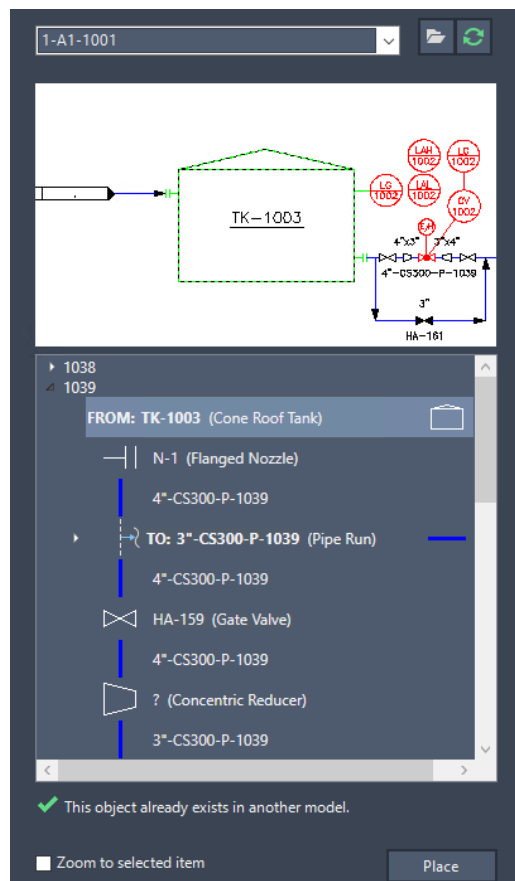 1-A1-1001
LAH
1002
LC
1002
LG
1002
LAL
1002
TK-1003
E/H
4"x3"
3"x4"
4"-CS300-P-1039
3"
HA-161
1038
1039
FROM: TK-1003 (Cone Roof Tank)
N-1 (Flanged Nozzle)
4"-CS300-P-1039
TO: 3"-CS300-P-1039 (Pipe Run)
4"-CS300-P-1039
HA-159 (Gate Valve)
4"-CS300-P-1039
? (Concentric Reducer)
3"-CS300-P-1039
This object already exists in another model.
Zoom to selected item
Place